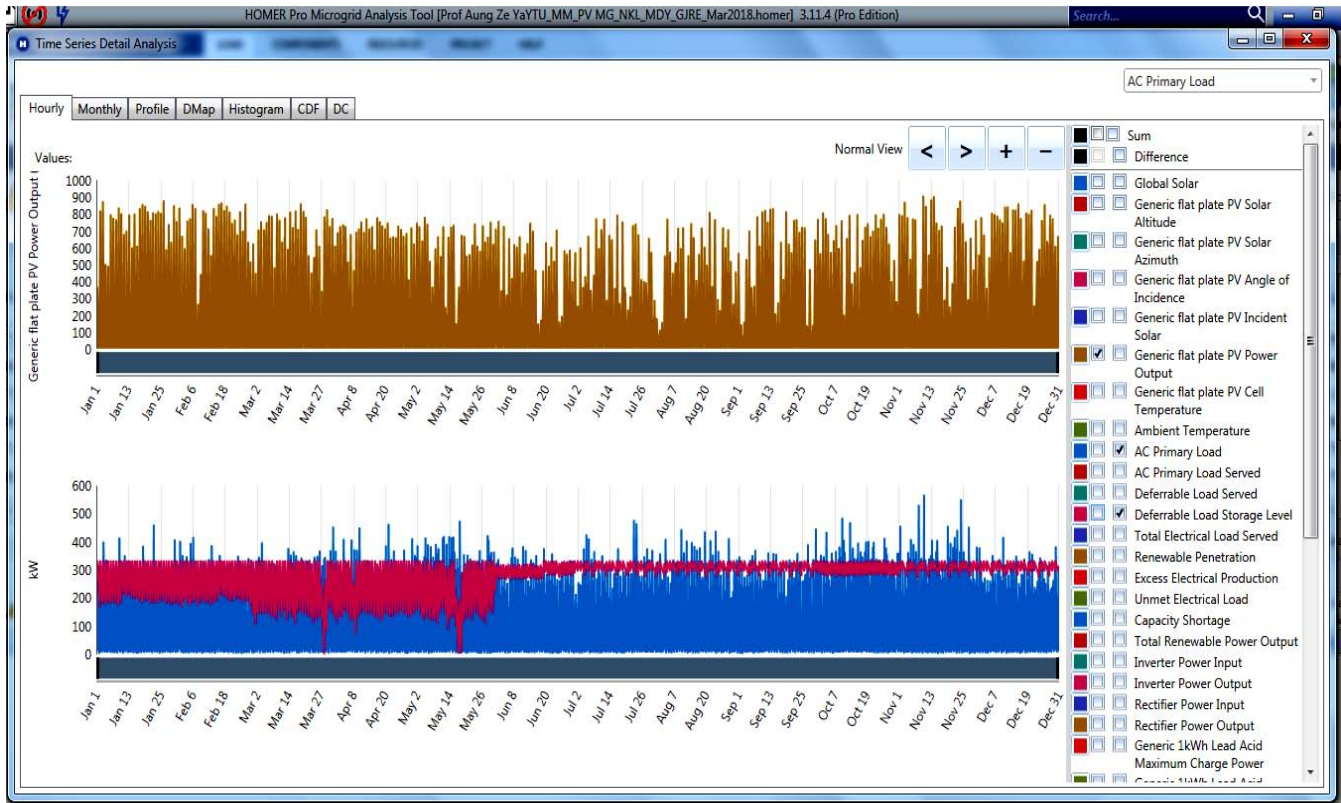 HOMER Pro Microgrid Analysis Tool [Prof Aung Ze YaYTU_MM_PV MG_NKL_MDY_GJRE_Mar2018.homer] 3.11.4 (Pro Edition)
Search...
Time Series Detail Analysis
AC Primary Load
Hourly Monthly Profile DMap Histogram CDF DC
Values:
Normal View < > + −
Generic flat plate PV Power Output (
1000
900
800
700
600
500
400
300
200
100
0
Jan 1 Jan 13 Jan 25 Feb 6 Feb 18 Mar 2 Mar 14 Mar 27 Apr 8 Apr 20 May 2 May 14 May 26 Jun 8 Jun 20 Jul 2 Jul 14 Jul 26 Aug 7 Aug 20 Sep 1 Sep 13 Sep 25 Oct 7 Oct 19 Nov 1 Nov 13 Nov 25 Dec 7 Dec 19 Dec 31
kW
600
500
400
300
200
100
0
Jan 1 Jan 13 Jan 25 Feb 6 Feb 18 Mar 2 Mar 14 Mar 27 Apr 8 Apr 20 May 2 May 14 May 26 Jun 8 Jun 20 Jul 2 Jul 14 Jul 26 Aug 7 Aug 20 Sep 1 Sep 13 Sep 25 Oct 7 Oct 19 Nov 1 Nov 13 Nov 25 Dec 7 Dec 19 Dec 31
Sum
Difference
Global Solar
Generic flat plate PV Solar
Altitude
Generic flat plate PV Solar
Azimuth
Generic flat plate PV Angle of
Incidence
Generic flat plate PV Incident
Solar
Generic flat plate PV Power
Output
Generic flat plate PV Cell
Temperature
Ambient Temperature
AC Primary Load
AC Primary Load Served
Deferrable Load Served
Deferrable Load Storage Level
Total Electrical Load Served
Renewable Penetration
Excess Electrical Production
Unmet Electrical Load
Capacity Shortage
Total Renewable Power Output
Inverter Power Input
Inverter Power Output
Rectifier Power Input
Rectifier Power Output
Generic 1kWh Lead Acid
Maximum Charge Power
Generic 1kWh Lead Acid